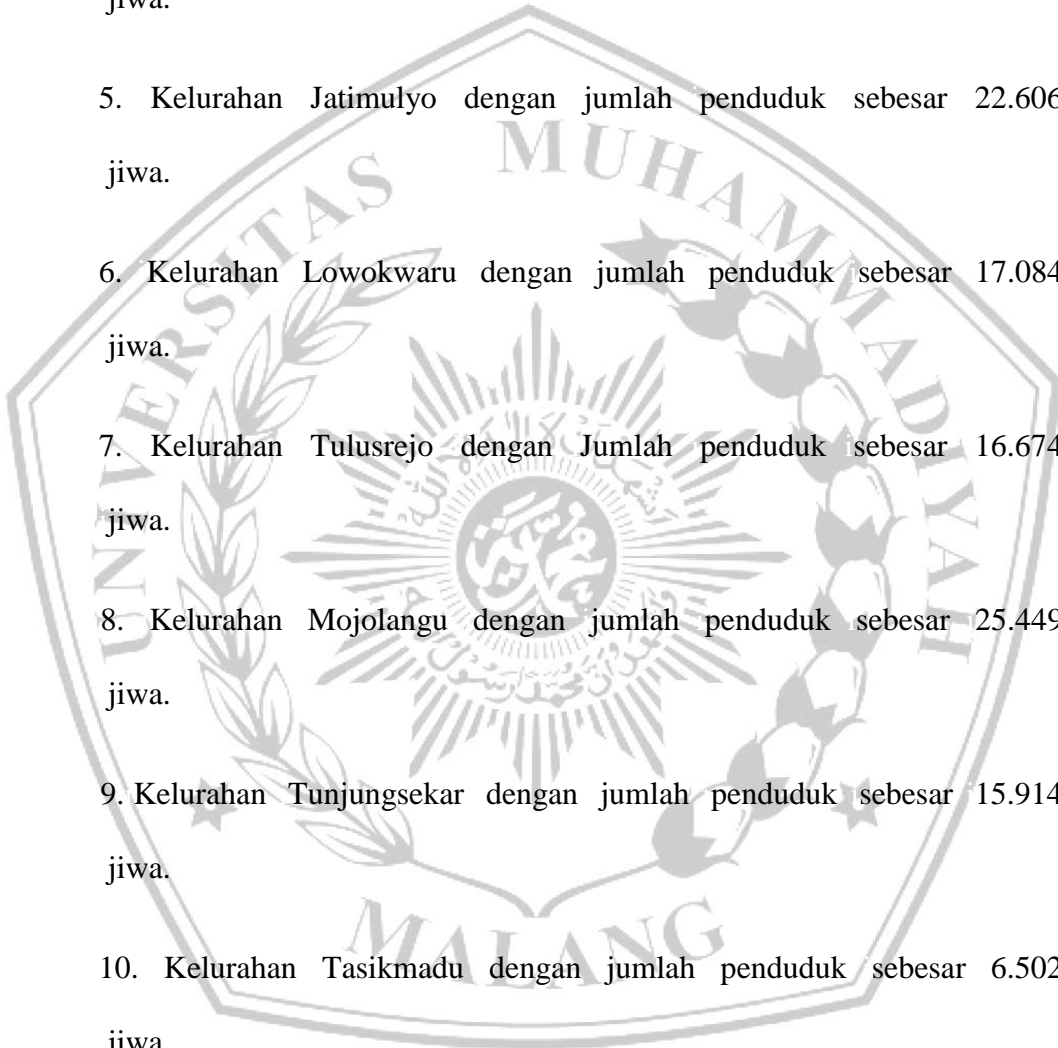 jiwa.
5. Kelurahan Jatimulyo dengan jumlah penduduk sebesar 22.606
jiwa.
6. Kelurahan Lowokwaru dengan jumlah penduduk sebesar 17.084
jiwa.
7. Kelurahan Tulusrejo dengan Jumlah penduduk sebesar 16.674
jiwa.
8. Kelurahan Mojolangu dengan jumlah penduduk sebesar 25.449
jiwa.
9. Kelurahan Tunjungsekar dengan jumlah penduduk sebesar 15.914
jiwa.
10. Kelurahan Tasikmadu dengan jumlah penduduk sebesar 6.502
jiwa
UNIVERSITAS MUHAMMADIYAH
MALANG